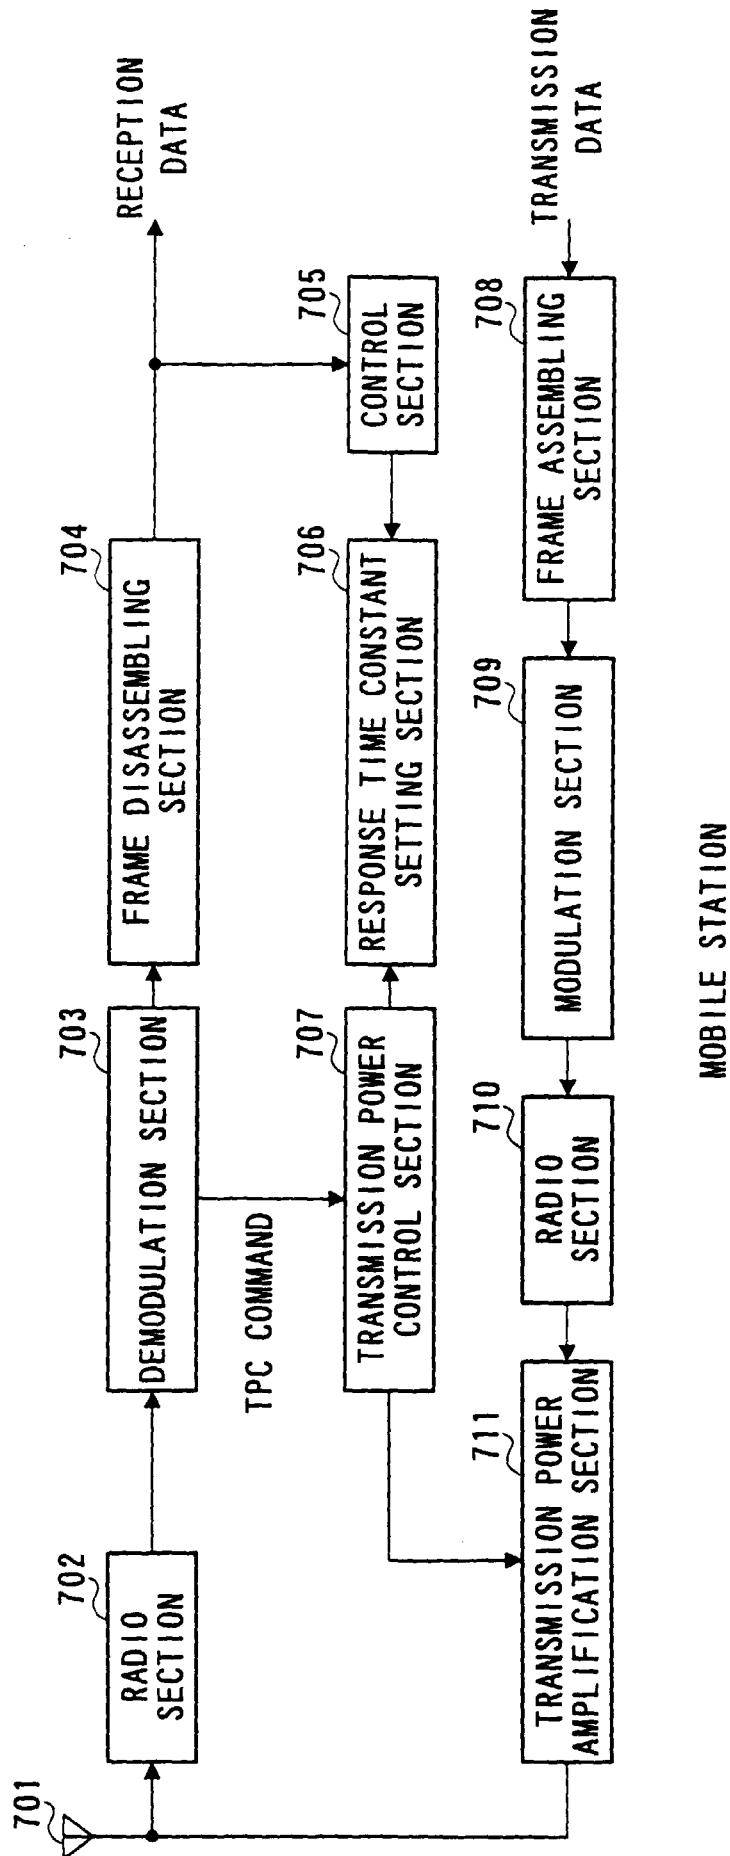 701
702
RADIO
SECTION
703
DEMODULATION SECTION
704
FRAME DISASSEMBLING
SECTION
RECEPTION
DATA
TPC COMMAND
705
CONTROL
SECTION
706
RESPONSE TIME CONSTANT
SETTING SECTION
707
TRANSMISSION POWER
CONTROL SECTION
TRANSMISSION
DATA
708
FRAME ASSEMBLING
SECTION
709
MODULATION SECTION
710
RADIO
SECTION
711
TRANSMISSION POWER
AMPLIFICATION SECTION
MOBILE STATION